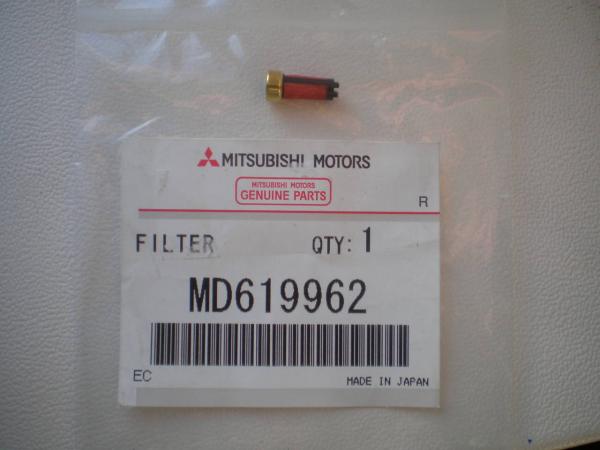 MITSUBISHI MOTORS
MITSUBISHI MOTORS
GENUINE PARTS
R
FILTER QTY: 1
MD619962
EC MADE IN JAPAN